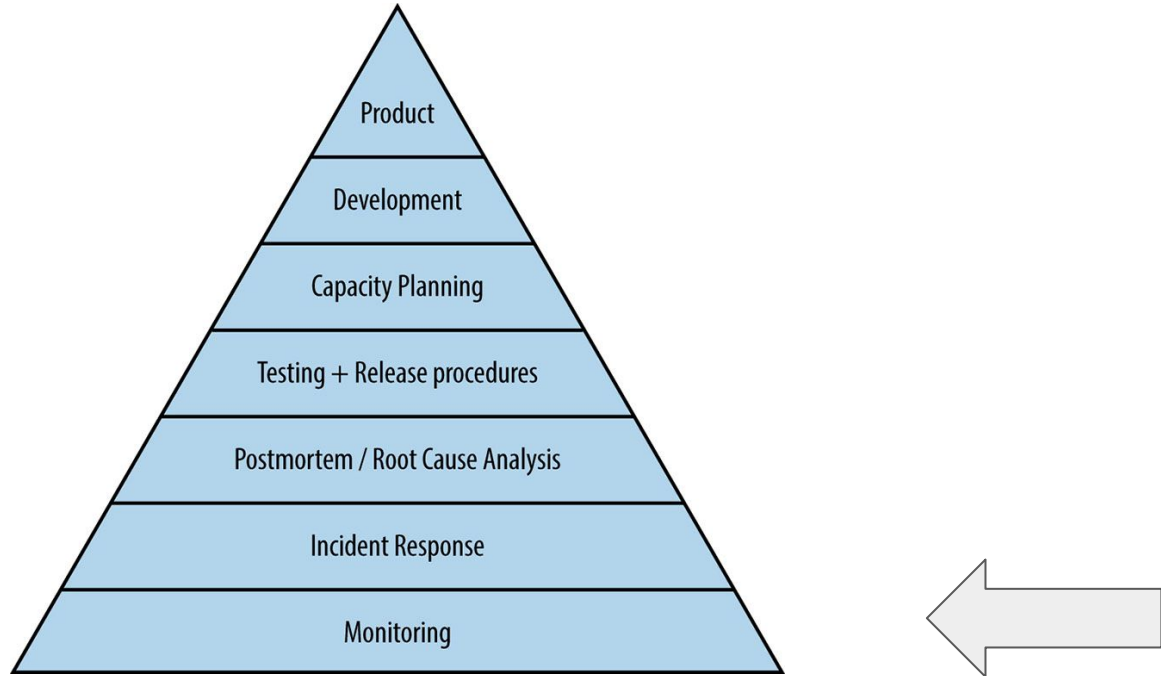 Product
Development
Capacity Planning
Testing + Release procedures
Postmortem / Root Cause Analysis
Incident Response
Monitoring